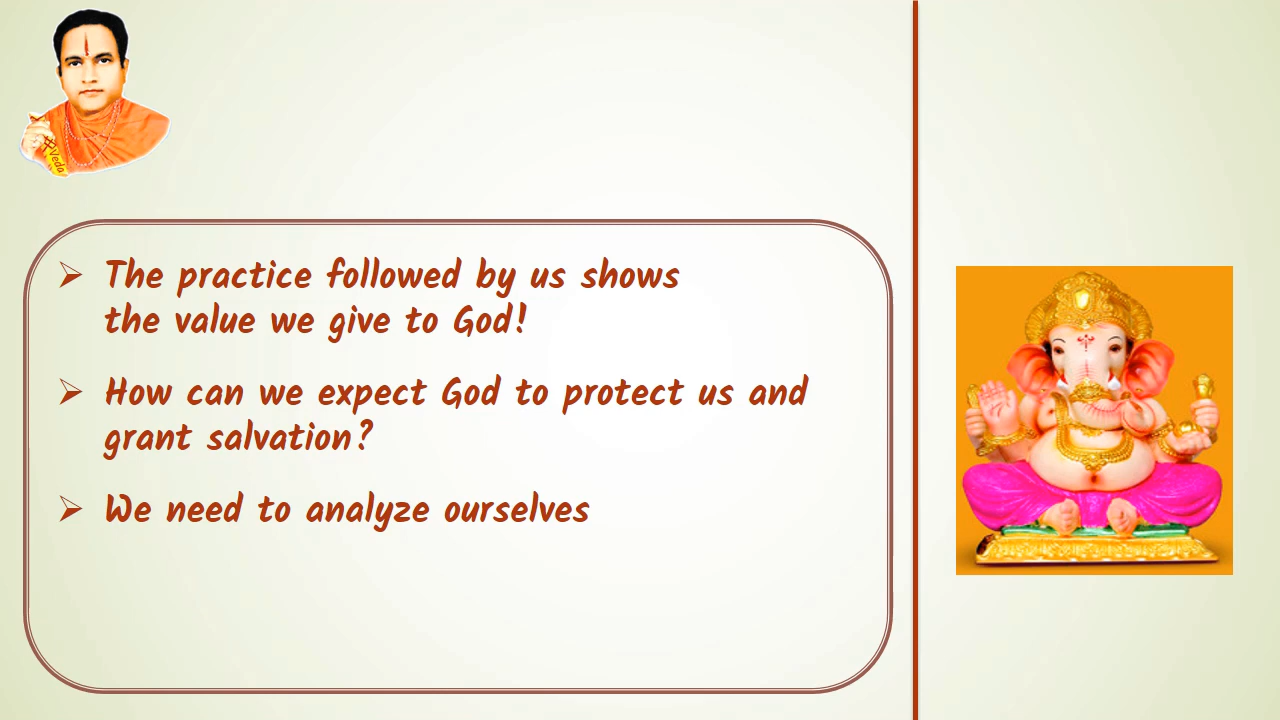 Veda
➢ The practice followed by us shows
the value we give to God!
➢ How can we expect God to protect us and
grant salvation?
➢ We need to analyze ourselves